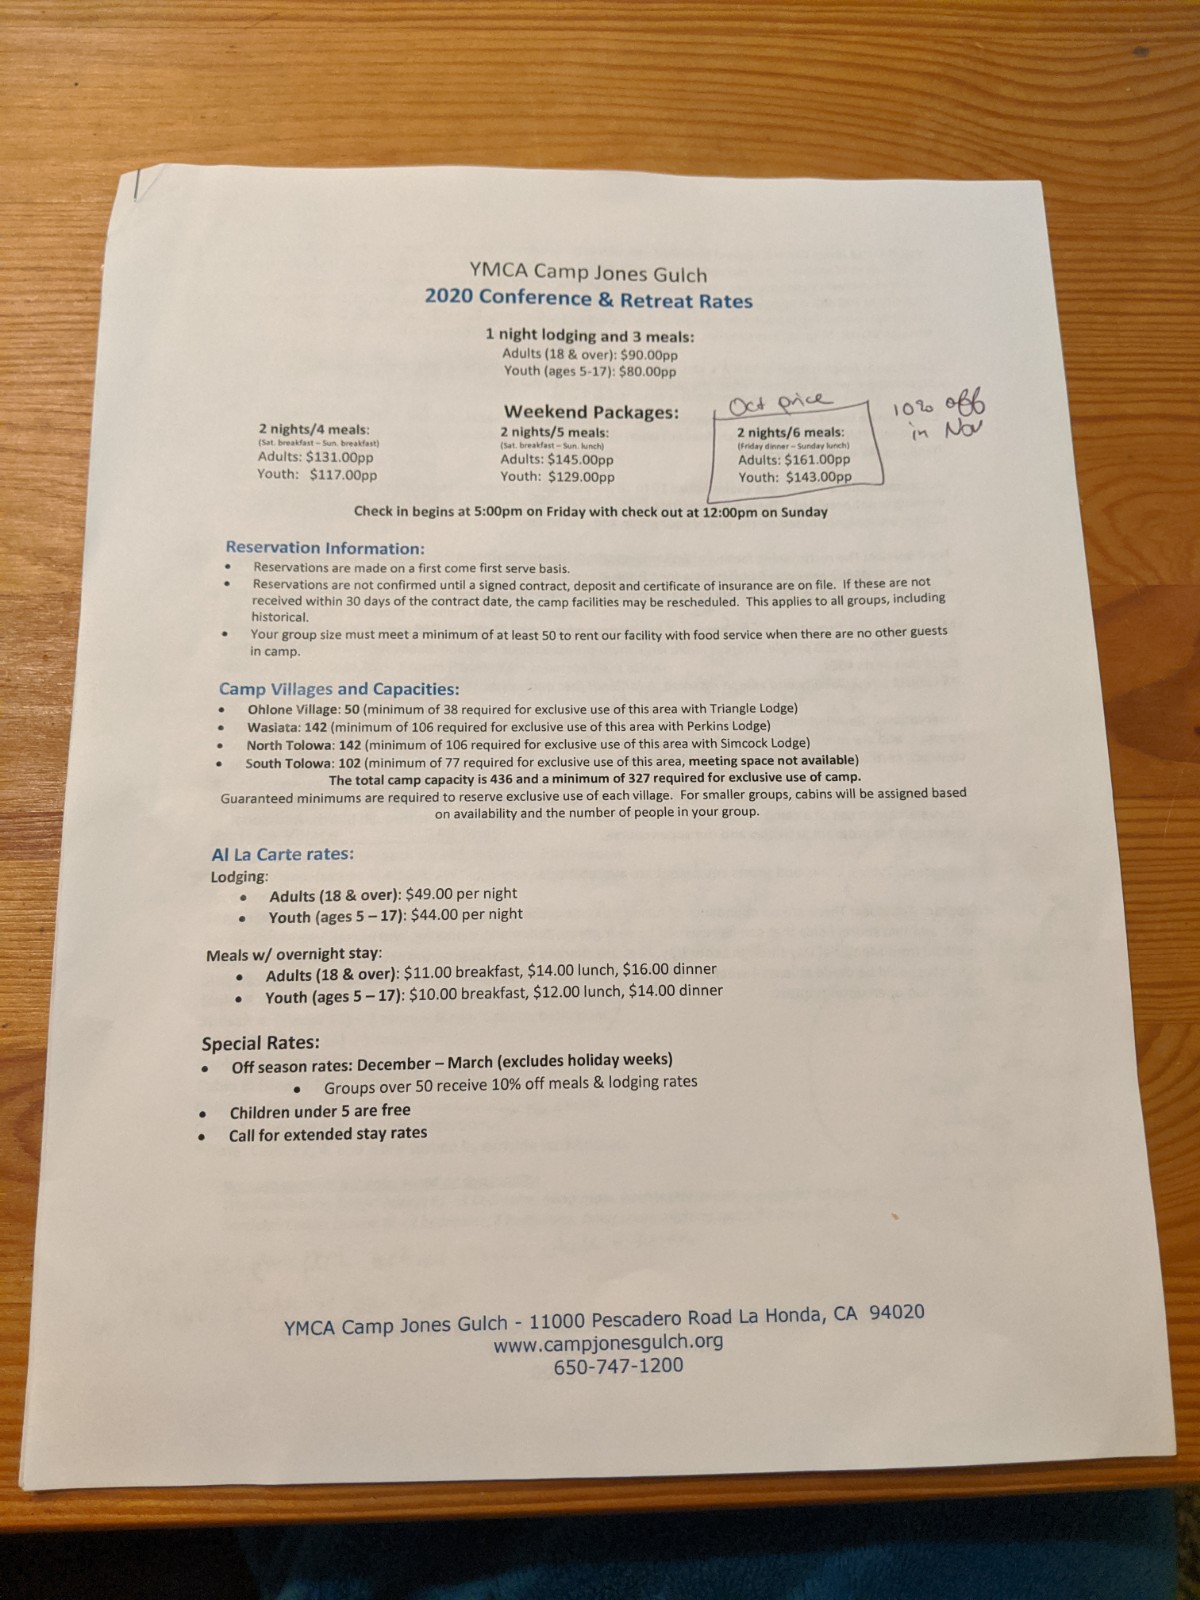 YMCA Camp Jones Gulch
2020 Conference & Retreat Rates
1 night lodging and 3 meals:
Adults (18 & over): $90.00pp
Youth (ages 5-17): $80.00pp
Weekend Packages:
2 nights/4 meals:
(Sat. breakfast – Sun. breakfast)
Adults: $131.00pp
Youth: $117.00pp
2 nights/5 meals:
(Sat. breakfast – Sun. lunch)
Adults: $145.00pp
Youth: $129.00pp
Oct price
2 nights/6 meals:
(Friday dinner – Sunday lunch)
Adults: $161.00pp
Youth: $143.00pp
10% off
in Nov
Check in begins at 5:00pm on Friday with check out at 12:00pm on Sunday
Reservation Information:
• Reservations are made on a first come first serve basis.
• Reservations are not confirmed until a signed contract, deposit and certificate of insurance are on file. If these are not
received within 30 days of the contract date, the camp facilities may be rescheduled. This applies to all groups, including
historical.
• Your group size must meet a minimum of at least 50 to rent our facility with food service when there are no other guests
in camp.
Camp Villages and Capacities:
• Ohlone Village: 50 (minimum of 38 required for exclusive use of this area with Triangle Lodge)
• Wasiata: 142 (minimum of 106 required for exclusive use of this area with Perkins Lodge)
• North Tolowa: 142 (minimum of 106 required for exclusive use of this area with Simcock Lodge)
• South Tolowa: 102 (minimum of 77 required for exclusive use of this area, meeting space not available)
The total camp capacity is 436 and a minimum of 327 required for exclusive use of camp.
Guaranteed minimums are required to reserve exclusive use of each village. For smaller groups, cabins will be assigned based
on availability and the number of people in your group.
Al La Carte rates:
Lodging:
• Adults (18 & over): $49.00 per night
• Youth (ages 5 – 17): $44.00 per night
Meals w/ overnight stay:
• Adults (18 & over): $11.00 breakfast, $14.00 lunch, $16.00 dinner
• Youth (ages 5 – 17): $10.00 breakfast, $12.00 lunch, $14.00 dinner
Special Rates:
• Off season rates: December – March (excludes holiday weeks)
• Groups over 50 receive 10% off meals & lodging rates
• Children under 5 are free
• Call for extended stay rates
YMCA Camp Jones Gulch - 11000 Pescadero Road La Honda, CA 94020
www.campjonesgulch.org
650-747-1200